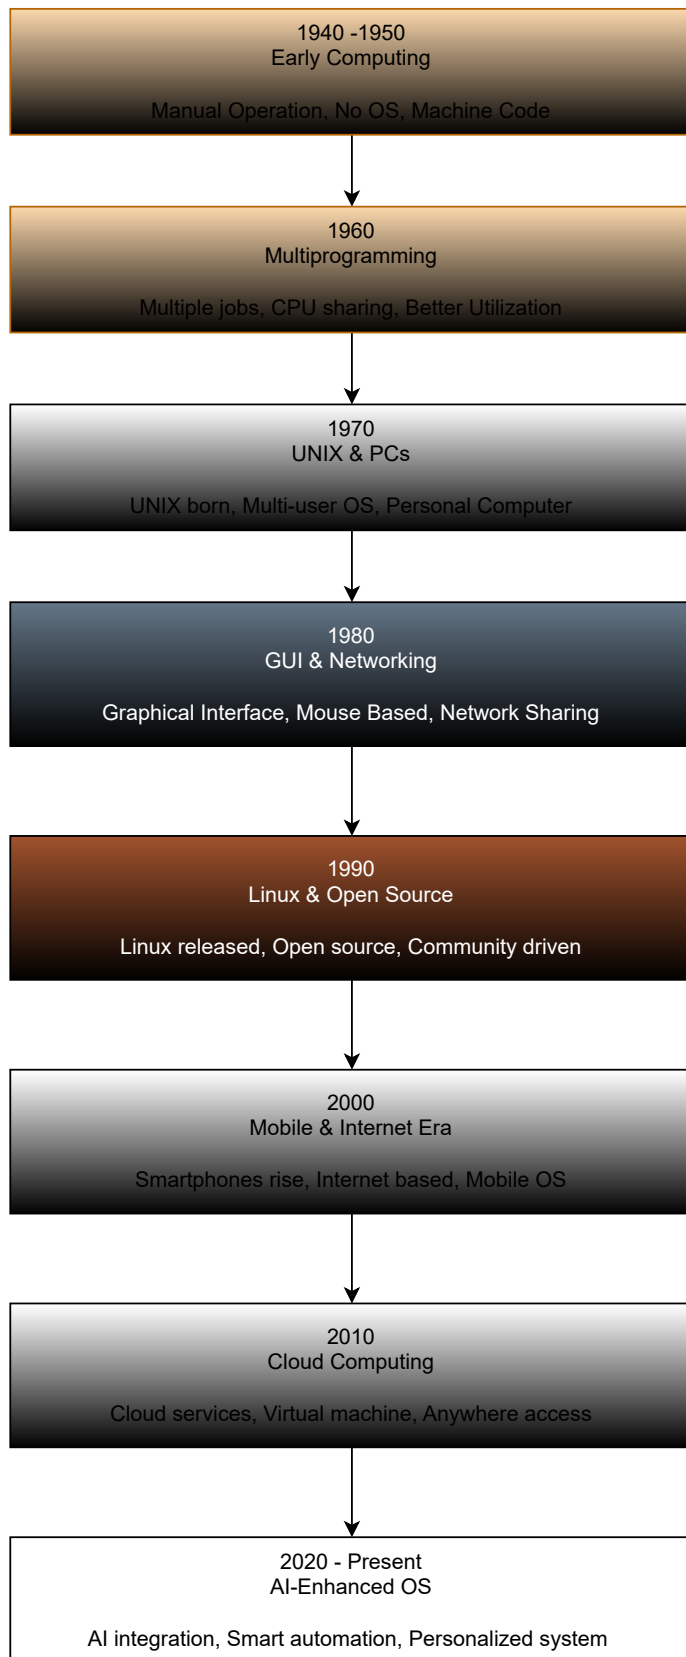 1940 -1950
Early Computing
Manual Operation, No OS, Machine Code
1960
Multiprogramming
Multiple jobs, CPU sharing, Better Utilization
1970
UNIX & PCs
UNIX born, Multi-user OS, Personal Computer
1980
GUI & Networking
Graphical Interface, Mouse Based, Network Sharing
1990
Linux & Open Source
Linux released, Open source, Community driven
2000
Mobile & Internet Era
Smartphones rise, Internet based, Mobile OS
2010
Cloud Computing
Cloud services, Virtual machine, Anywhere access
2020 - Present
AI-Enhanced OS
AI integration, Smart automation, Personalized system